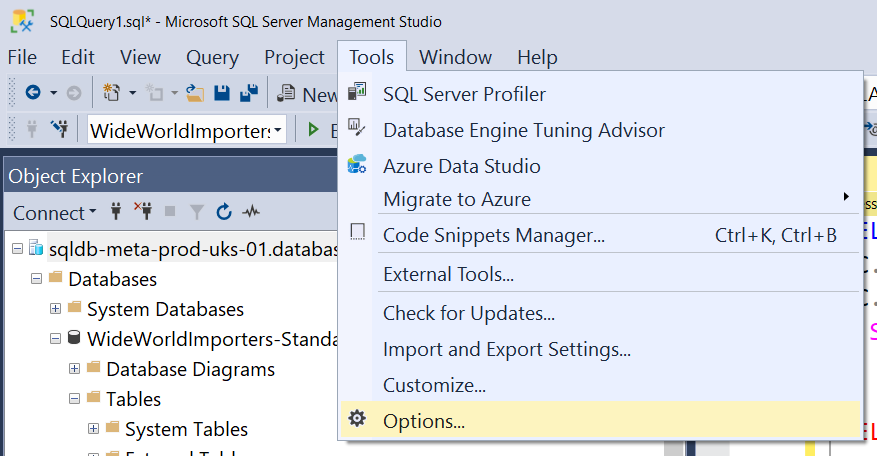 SQLQuery1.sql* - Microsoft SQL Server Management Studio
File Edit View Query Project Tools Window Help
New
WideWorldImporters
SQL Server Profiler
Database Engine Tuning Advisor
Azure Data Studio
Migrate to Azure
Code Snippets Manager... Ctrl+K, Ctrl+B
External Tools...
Check for Updates...
Import and Export Settings...
Customize...
Options...
Object Explorer
Connect
sqldb-meta-prod-uks-01.databas
Databases
System Databases
WideWorldImporters-Standa
Database Diagrams
Tables
System Tables